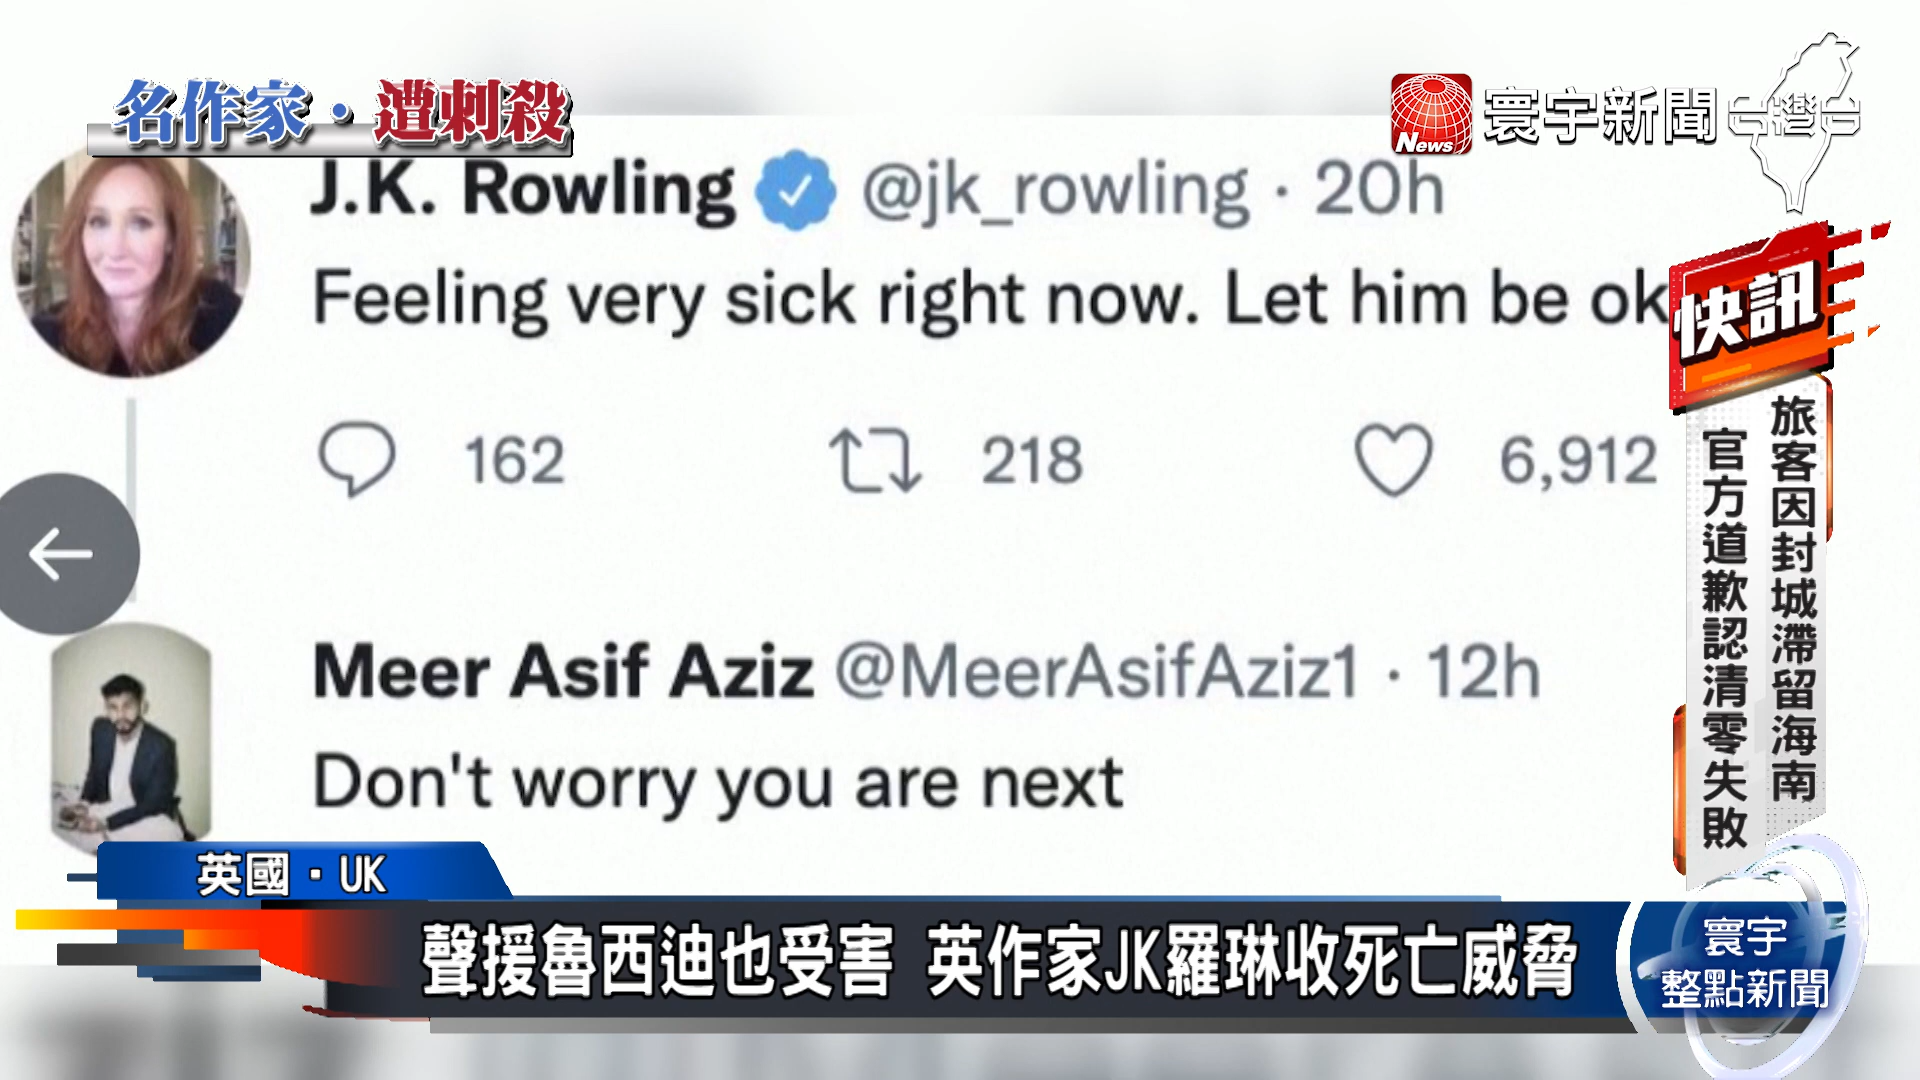 名作家·遭刺殺
News 寰宇新聞 台灣台
J.K. Rowling @jk_rowling · 20h
Feeling very sick right now. Let him be ok
162 218 6,912
快訊
旅客因封城滯留海南
官方道歉認清零失敗
Meer Asif Aziz @MeerAsifAziz1 · 12h
Don't worry you are next
英國·UK
聲援魯西迪也受害 英作家JK羅琳收死亡威脅
寰宇
整點新聞